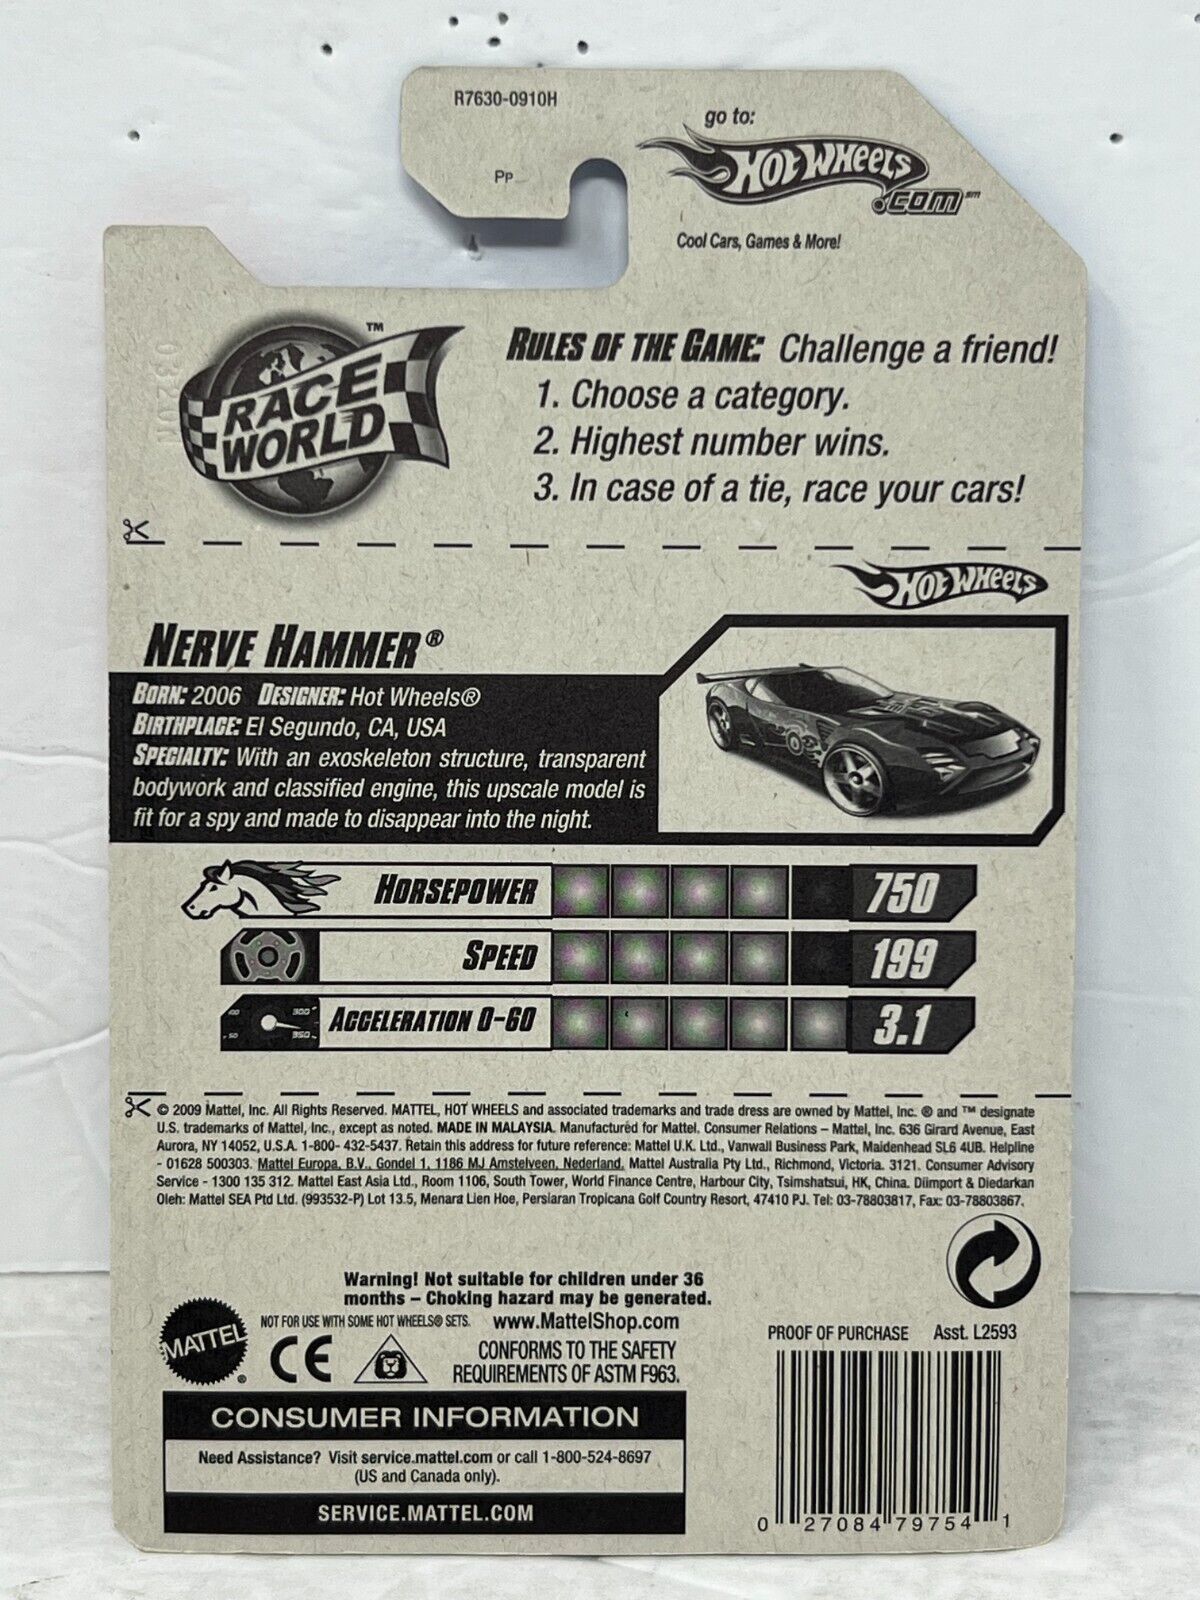 R7630-0910H
Pp
go to:
HOT WHEELS
.COM℠
Cool Cars, Games & More!
RACE ™
WORLD
RULES OF THE GAME: Challenge a friend!
1. Choose a category.
2. Highest number wins.
3. In case of a tie, race your cars!
HOT WHEELS
NERVE HAMMER®
BORN: 2006 DESIGNER: Hot Wheels®
BIRTHPLACE: El Segundo, CA, USA
SPECIALTY: With an exoskeleton structure, transparent
bodywork and classified engine, this upscale model is
fit for a spy and made to disappear into the night.
HORSEPOWER 750
SPEED 199
ACCELERATION 0-60 3.1
© 2009 Mattel, Inc. All Rights Reserved. MATTEL, HOT WHEELS and associated trademarks and trade dress are owned by Mattel, Inc. ® and ™ designate
U.S. trademarks of Mattel, Inc., except as noted. MADE IN MALAYSIA. Manufactured for Mattel. Consumer Relations – Mattel, Inc. 636 Girard Avenue, East
Aurora, NY 14052, U.S.A. 1-800- 432-5437. Retain this address for future reference: Mattel U.K. Ltd., Vanwall Business Park, Maidenhead SL6 4UB. Helpline
- 01628 500303. Mattel Europa, B.V., Gondel 1, 1186 MJ Amstelveen, Nederland. Mattel Australia Pty Ltd., Richmond, Victoria. 3121. Consumer Advisory
Service - 1300 135 312. Mattel East Asia Ltd., Room 1106, South Tower, World Finance Centre, Harbour City, Tsimshatsui, HK, China. Diimport & Diedarkan
Oleh: Mattel SEA Ptd Ltd. (993532-P) Lot 13.5, Menara Lien Hoe, Persiaran Tropicana Golf Country Resort, 47410 PJ. Tel: 03-78803817, Fax: 03-78803867.
Warning! Not suitable for children under 36
months – Choking hazard may be generated.
NOT FOR USE WITH SOME HOT WHEELS® SETS. www.MattelShop.com
MATTEL®
CE
CONFORMS TO THE SAFETY
REQUIREMENTS OF ASTM F963.
PROOF OF PURCHASE Asst. L2593
CONSUMER INFORMATION
Need Assistance? Visit service.mattel.com or call 1-800-524-8697
(US and Canada only).
SERVICE.MATTEL.COM
0 27084 79754 1